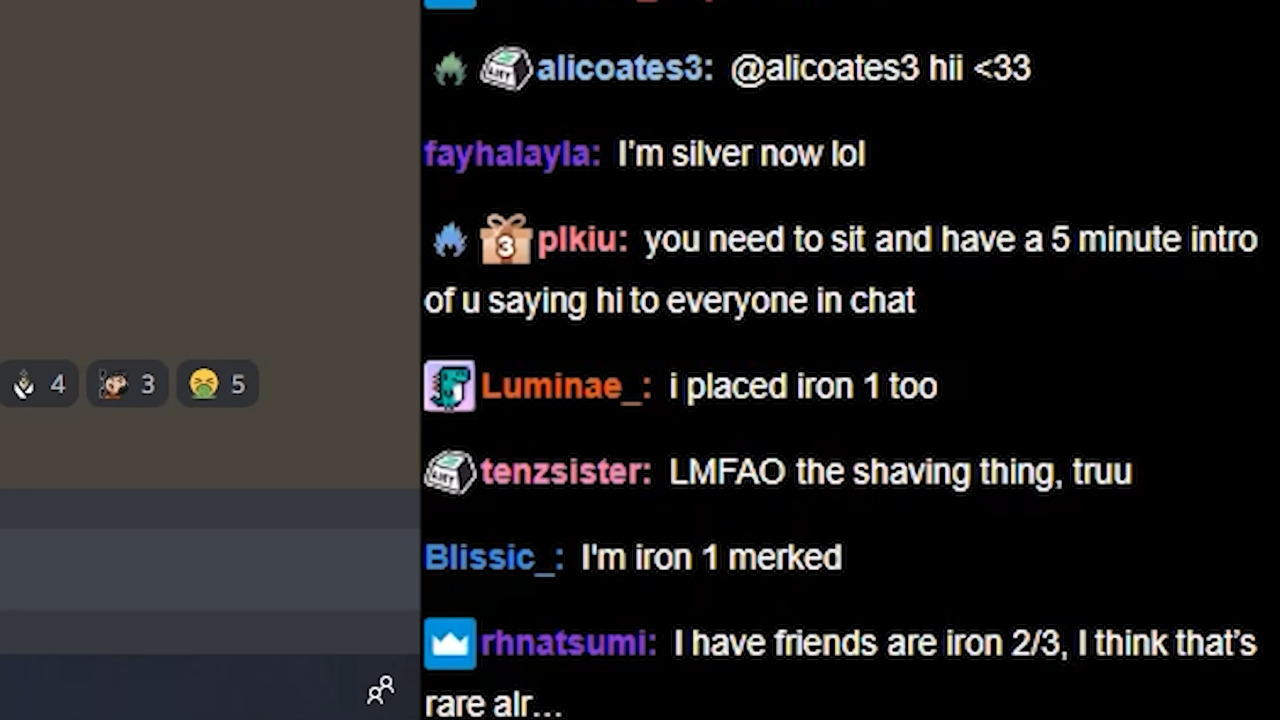 alicoates3: @alicoates3 hii <33
fayhalayla: I'm silver now lol
3 plkiu: you need to sit and have a 5 minute intro
of u saying hi to everyone in chat
4 3 5
Luminae_: i placed iron 1 too
tenzsister: LMFAO the shaving thing, truu
Blissic_: I'm iron 1 merked
rhnatsumi: I have friends are iron 2/3, I think that's
rare alr...